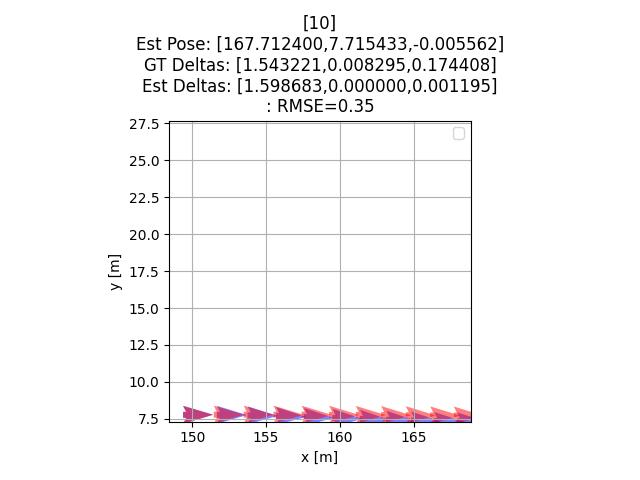 [10]
Est Pose: [167.712400,7.715433,-0.005562]
GT Deltas: [1.543221,0.008295,0.174408]
Est Deltas: [1.598683,0.000000,0.001195]
: RMSE=0.35
27.5
25.0
22.5
20.0
17.5
15.0
12.5
10.0
7.5
y [m]
150 155 160 165
x [m]